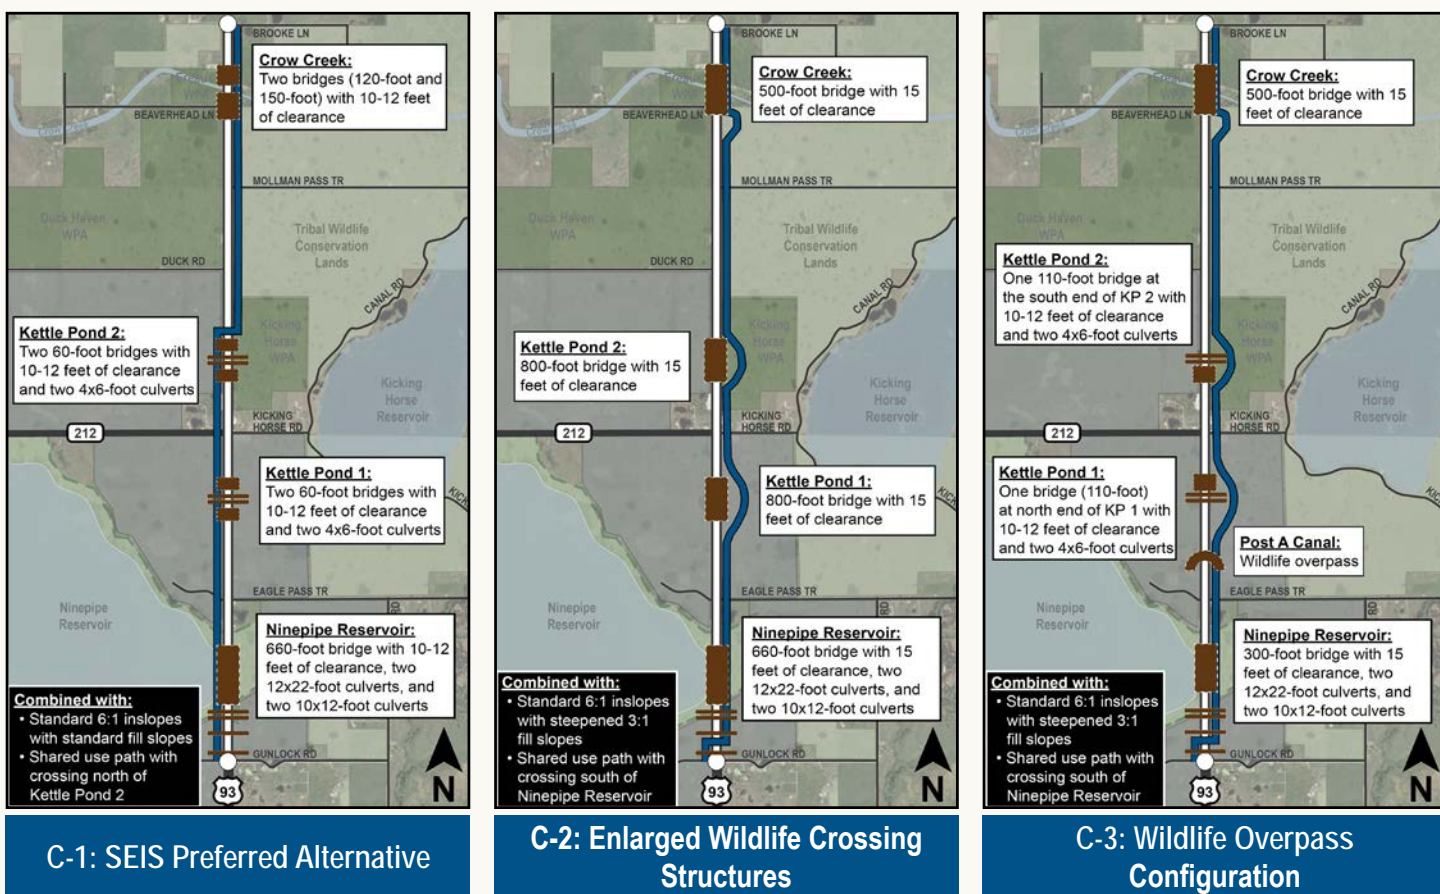 BROOKE LN
Crow Creek:
Two bridges (120-foot and
150-foot) with 10-12 feet
of clearance
Crow Creek
BEAVERHEAD LN
MOLLMAN PASS TR
Duck Haven
WPA
Tribal Wildlife
Conservation
Lands
DUCK RD
CANAL RD
Kettle Pond 2:
Two 60-foot bridges with
10-12 feet of clearance
and two 4x6-foot culverts
Kicking
Horse
WPA
Kicking
Horse
Reservoir
KICKING
HORSE RD
212
Kettle Pond 1:
Two 60-foot bridges with
10-12 feet of clearance
and two 4x6-foot culverts
EAGLE PASS TR
Ninepipe
Reservoir
RD
Ninepipe Reservoir:
660-foot bridge with 10-12
feet of clearance, two
12x22-foot culverts, and
two 10x12-foot culverts
Combined with:
• Standard 6:1 inslopes
with standard fill slopes
• Shared use path with
crossing north of
Kettle Pond 2
GUNLOCK RD
93
N
C-1: SEIS Preferred Alternative
BROOKE LN
Crow Creek:
500-foot bridge with 15
feet of clearance
Crow Creek
BEAVERHEAD LN
MOLLMAN PASS TR
Duck Haven
WPA
Tribal Wildlife
Conservation
Lands
DUCK RD
CANAL RD
Kettle Pond 2:
800-foot bridge with 15
feet of clearance
Kicking
Horse
WPA
Kicking
Horse
Reservoir
KICKING
HORSE RD
212
Kettle Pond 1:
800-foot bridge with 15
feet of clearance
EAGLE PASS TR
Ninepipe
Reservoir
RD
Ninepipe Reservoir:
660-foot bridge with 15
feet of clearance, two
12x22-foot culverts, and
two 10x12-foot culverts
Combined with:
• Standard 6:1 inslopes
with steepened 3:1
fill slopes
• Shared use path with
crossing south of
Ninepipe Reservoir
GUNLOCK RD
93
N
C-2: Enlarged Wildlife Crossing
Structures
BROOKE LN
Crow Creek:
500-foot bridge with 15
feet of clearance
Crow Creek
BEAVERHEAD LN
MOLLMAN PASS TR
Duck Haven
WPA
Tribal Wildlife
Conservation
Lands
Kettle Pond 2:
One 110-foot bridge at
the south end of KP 2 with
10-12 feet of clearance
and two 4x6-foot culverts
CANAL RD
Kicking
Horse
WPA
Kicking
Horse
Reservoir
KICKING
HORSE RD
212
Kettle Pond 1:
One bridge (110-foot)
at north end of KP 1 with
10-12 feet of clearance
and two 4x6-foot culverts
KICK
Post A Canal:
Wildlife overpass
EAGLE PASS TR
Ninepipe
Reservoir
RD
Ninepipe Reservoir:
300-foot bridge with 15
feet of clearance, two
12x22-foot culverts, and
two 10x12-foot culverts
Combined with:
• Standard 6:1 inslopes
with steepened 3:1
fill slopes
• Shared use path with
crossing south of
Ninepipe Reservoir
GUNLOCK RD
93
N
C-3: Wildlife Overpass
Configuration